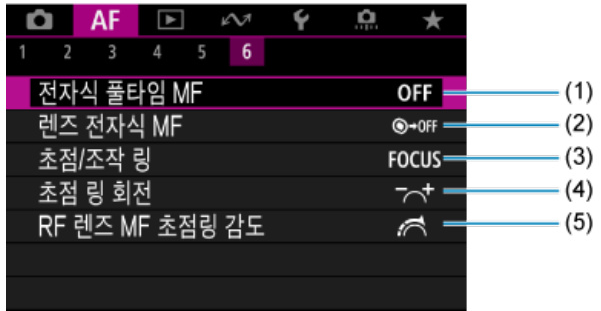 AF
1 2 3 4 5 6
전자식 풀타임 MF OFF (1)
렌즈 전자식 MF OFF (2)
초점/조작 링 FOCUS (3)
초점 링 회전 - + (4)
RF 렌즈 MF 초점링 감도 (5)